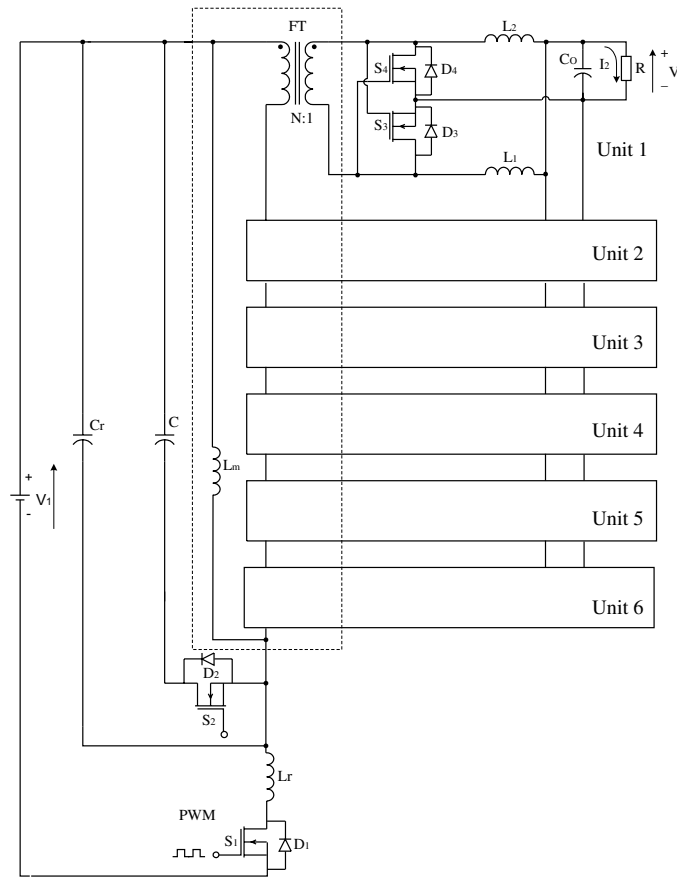 FT
N:1
L2
S4
D4
S3
D3
L1
CO
I2
R
+
V
–
Unit 1
Unit 2
Unit 3
Unit 4
Unit 5
Unit 6
Cr
C
Lm
+
V1
-
D2
S2
Lr
PWM
S1
D1